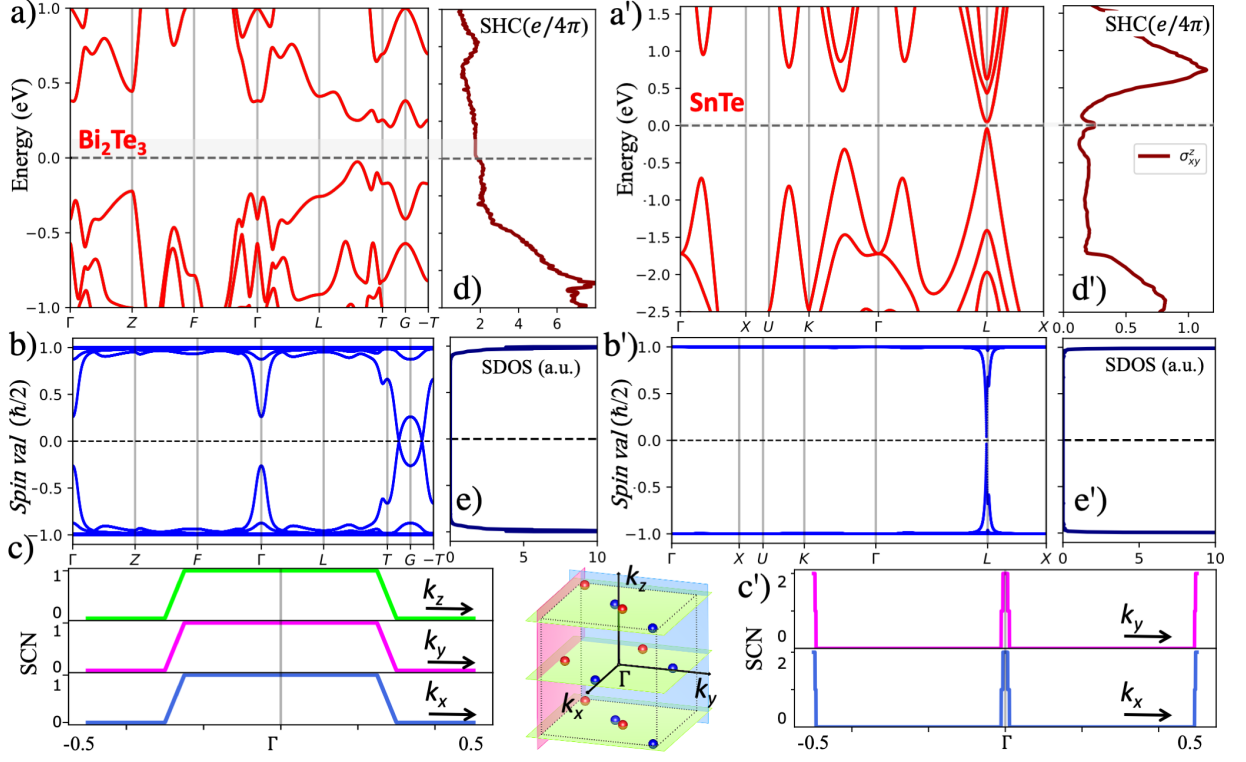 a)
Energy (eV)
1.0
0.5
0.0
−0.5
−1.0
Bi₂Te₃
Γ Z F Γ L T G −T
SHC(e/4π)
d)
2 4 6
a')
Energy (eV)
1.5
1.0
0.5
0.0
−0.5
−1.0
−1.5
−2.0
−2.5
SnTe
Γ X U K Γ L X
SHC(e/4π)
σᶻₓᵧ
d')
0.0 0.5 1.0
b)
Spin val (ℏ/2)
1.0
0.5
0.0
0.5
1.0
Γ Z F Γ L T G −T
SDOS (a.u.)
e)
0 10
b')
Spin val (ℏ/2)
1.0
0.5
0.0
−0.5
−1.0
Γ X U K Γ L X
SDOS (a.u.)
e')
0 5 10
c)
SCN
1
0
k_z
1
0
k_y
1
0
k_x
-0.5 Γ 0.5
k_z
Γ
k_x
k_y
c')
SCN
2
0
k_y
2
0
k_x
-0.5 Γ 0.5